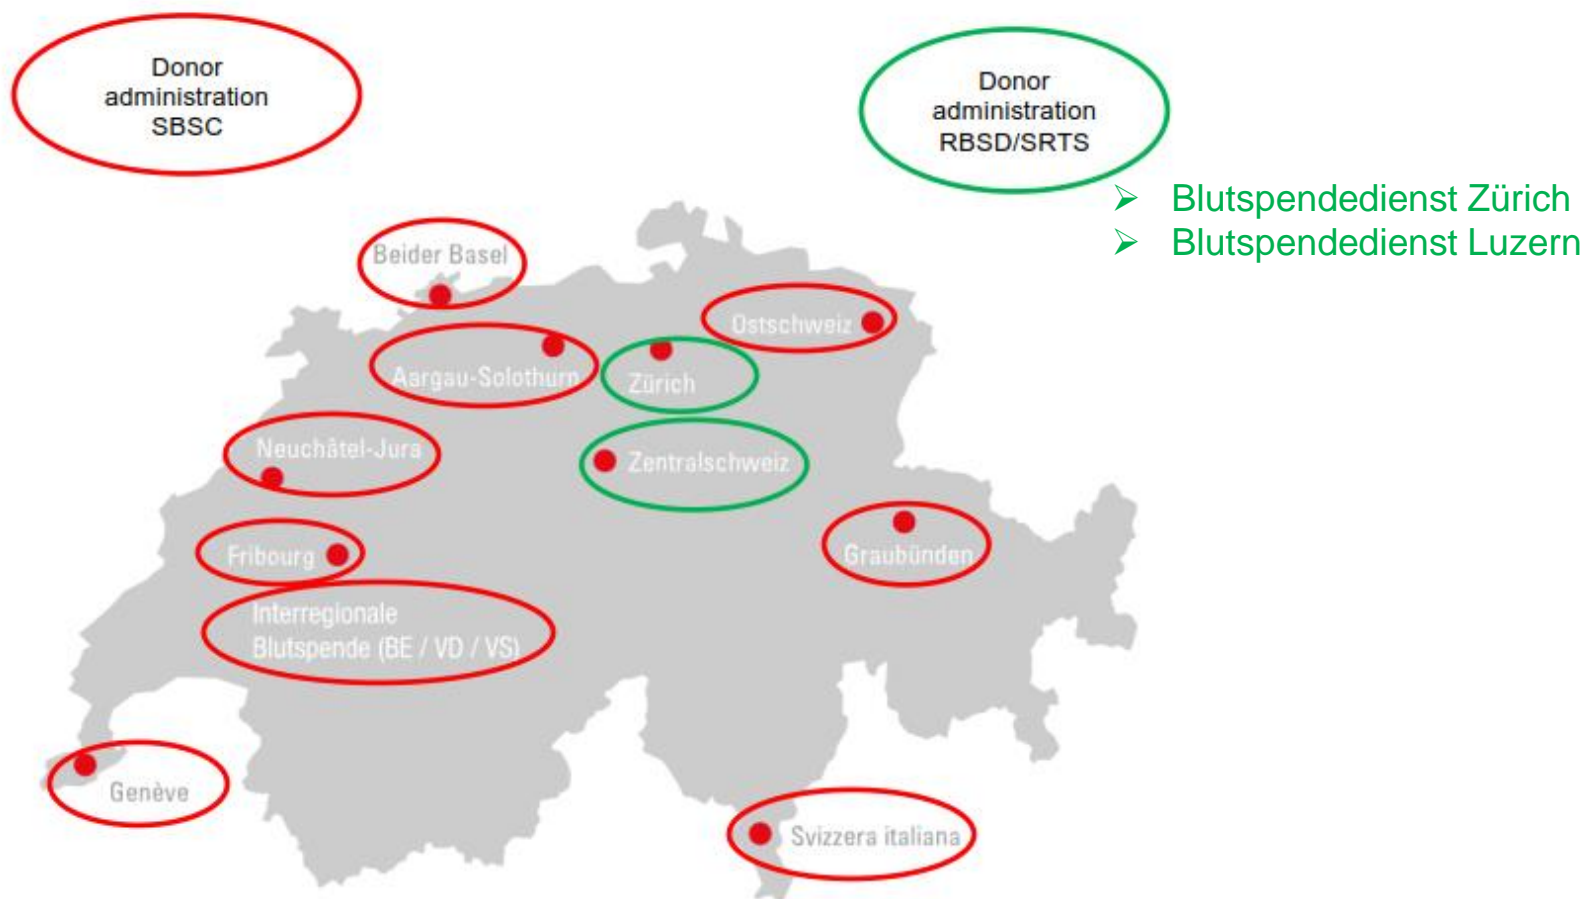 Donor
administration
SBSC
Donor
administration
RBSD/SRTS
➢ Blutspendedienst Zürich
➢ Blutspendedienst Luzern
Beider Basel
Ostschweiz
Aargau-Solothurn
Zürich
Neuchâtel-Jura
Zentralschweiz
Fribourg
Graubünden
Interregionale
Blutspende (BE / VD / VS)
Genève
Svizzera italiana